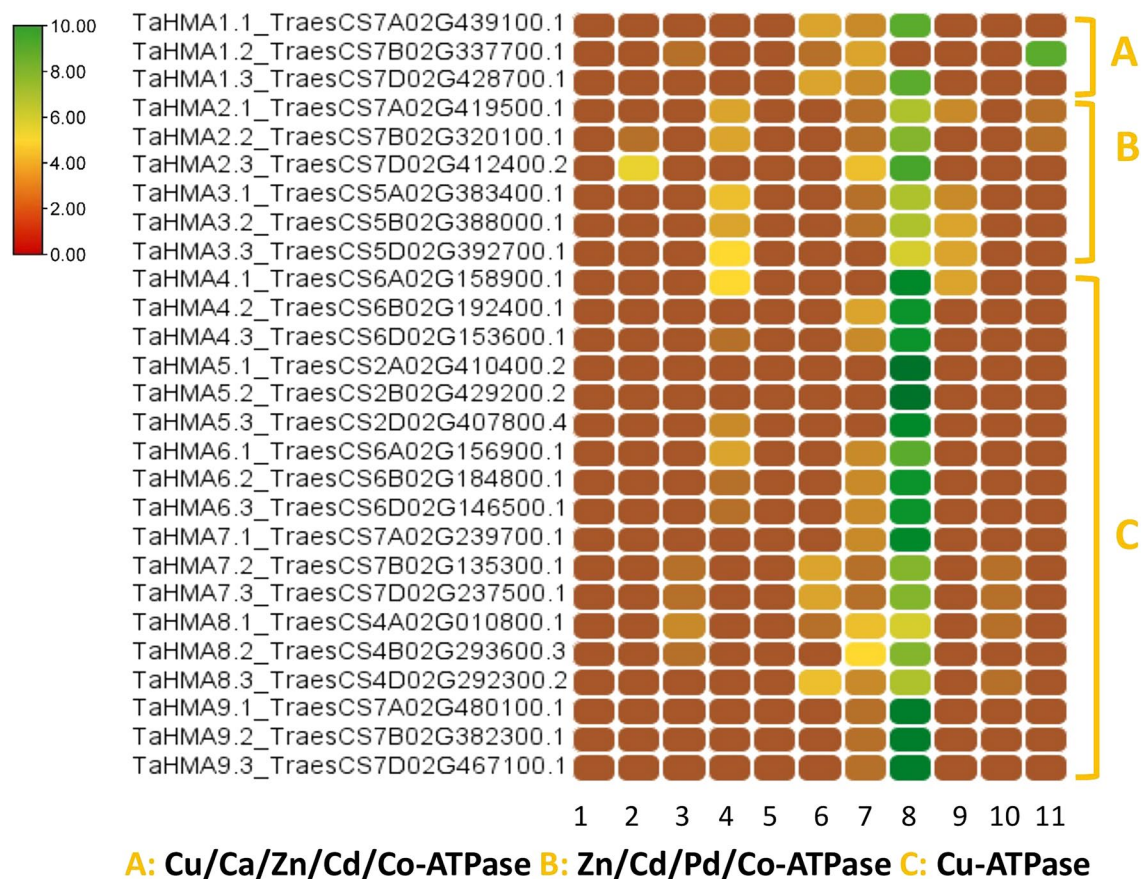 10.00
8.00
6.00
4.00
2.00
0.00
TaHMA1.1_TraesCS7A02G439100.1
TaHMA1.2_TraesCS7B02G337700.1
TaHMA1.3_TraesCS7D02G428700.1
TaHMA2.1_TraesCS7A02G419500.1
TaHMA2.2_TraesCS7B02G320100.1
TaHMA2.3_TraesCS7D02G412400.2
TaHMA3.1_TraesCS5A02G383400.1
TaHMA3.2_TraesCS5B02G388000.1
TaHMA3.3_TraesCS5D02G392700.1
TaHMA4.1_TraesCS6A02G158900.1
TaHMA4.2_TraesCS6B02G192400.1
TaHMA4.3_TraesCS6D02G153600.1
TaHMA5.1_TraesCS2A02G410400.2
TaHMA5.2_TraesCS2B02G429200.2
TaHMA5.3_TraesCS2D02G407800.4
TaHMA6.1_TraesCS6A02G156900.1
TaHMA6.2_TraesCS6B02G184800.1
TaHMA6.3_TraesCS6D02G146500.1
TaHMA7.1_TraesCS7A02G239700.1
TaHMA7.2_TraesCS7B02G135300.1
TaHMA7.3_TraesCS7D02G237500.1
TaHMA8.1_TraesCS4A02G010800.1
TaHMA8.2_TraesCS4B02G293600.3
TaHMA8.3_TraesCS4D02G292300.2
TaHMA9.1_TraesCS7A02G480100.1
TaHMA9.2_TraesCS7B02G382300.1
TaHMA9.3_TraesCS7D02G467100.1
A
B
C
1 2 3 4 5 6 7 8 9 10 11
A: Cu/Ca/Zn/Cd/Co-ATPase B: Zn/Cd/Pd/Co-ATPase C: Cu-ATPase